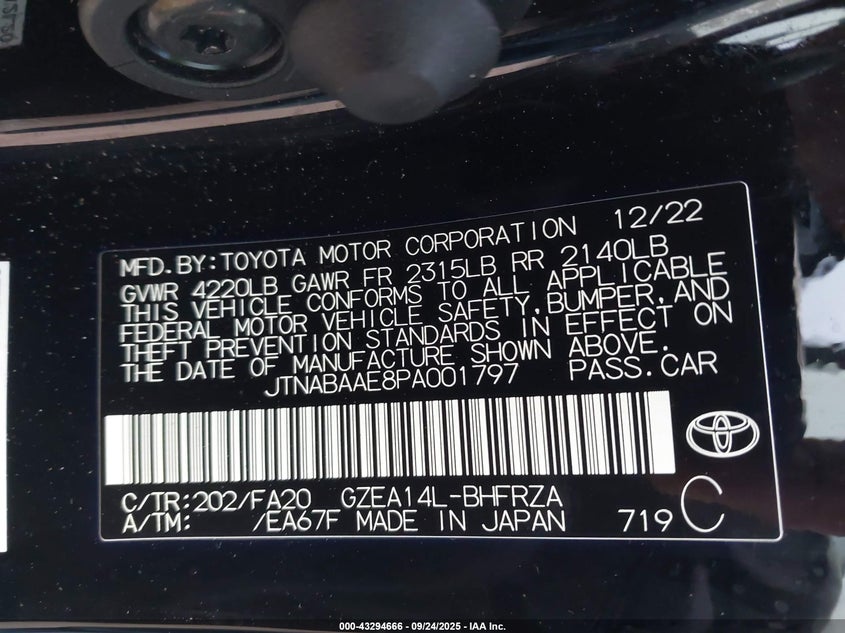 MFD.BY:TOYOTA MOTOR CORPORATION 12/22
GVWR 4220LB GAWR FR 2315LB RR 2140LB
THIS VEHICLE CONFORMS TO ALL APPLICABLE
FEDERAL MOTOR VEHICLE SAFETY,BUMPER,AND
THEFT PREVENTION STANDARDS IN EFFECT ON
THE DATE OF MANUFACTURE SHOWN ABOVE.
JTNABAAE8PA001797 PASS.CAR
C/TR:202/FA20 GZEA14L-BHFRZA
A/TM: /EA67F MADE IN JAPAN 719 C
000-43294666 - 09/24/2025 - IAA Inc.